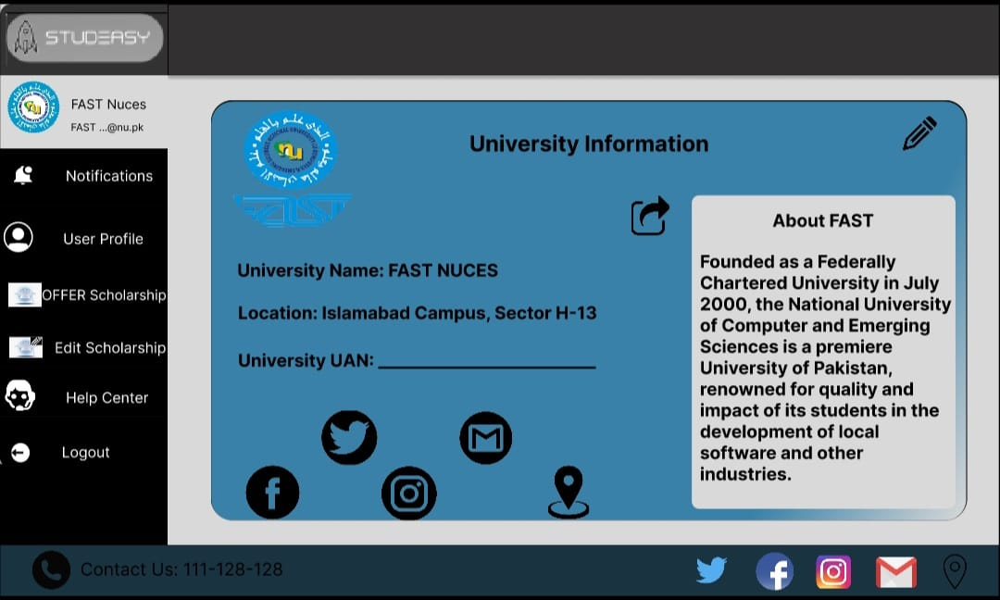 STUDEASY
FAST Nuces
FAST ...@nu.pk
Notifications
User Profile
OFFER Scholarship
Edit Scholarship
Help Center
Logout
University Information
University Name: FAST NUCES
Location: Islamabad Campus, Sector H-13
University UAN:
About FAST
Founded as a Federally
Chartered University in July
2000, the National University
of Computer and Emerging
Sciences is a premiere
University of Pakistan,
renowned for quality and
impact of its students in the
development of local
software and other
industries.
Contact Us: 111-128-128
nu
FAST